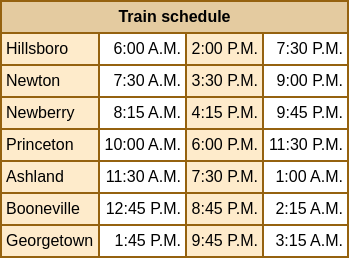 Train schedule
Hillsboro 6:00 A.M. 2:00 P.M. 7:30 P.M.
Newton 7:30 A.M. 3:30 P.M. 9:00 P.M.
Newberry 8:15 A.M. 4:15 P.M. 9:45 P.M.
Princeton 10:00 A.M. 6:00 P.M. 11:30 P.M.
Ashland 11:30 A.M. 7:30 P.M. 1:00 A.M.
Booneville 12:45 P.M. 8:45 P.M. 2:15 A.M.
Georgetown 1:45 P.M. 9:45 P.M. 3:15 A.M.